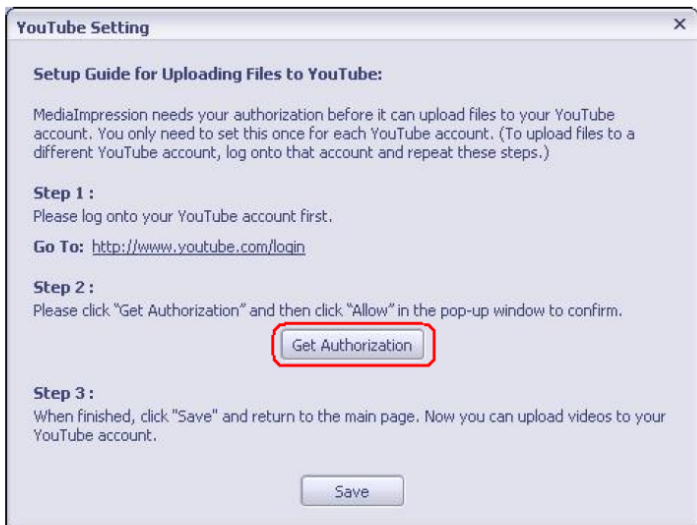 YouTube Setting
Setup Guide for Uploading Files to YouTube:
MediaImpression needs your authorization before it can upload files to your YouTube
account. You only need to set this once for each YouTube account. (To upload files to a
different YouTube account, log onto that account and repeat these steps.)
Step 1 :
Please log onto your YouTube account first.
Go To: http://www.youtube.com/login
Step 2 :
Please click "Get Authorization" and then click "Allow" in the pop-up window to confirm.
Get Authorization
Step 3 :
When finished, click "Save" and return to the main page. Now you can upload videos to your
YouTube account.
Save